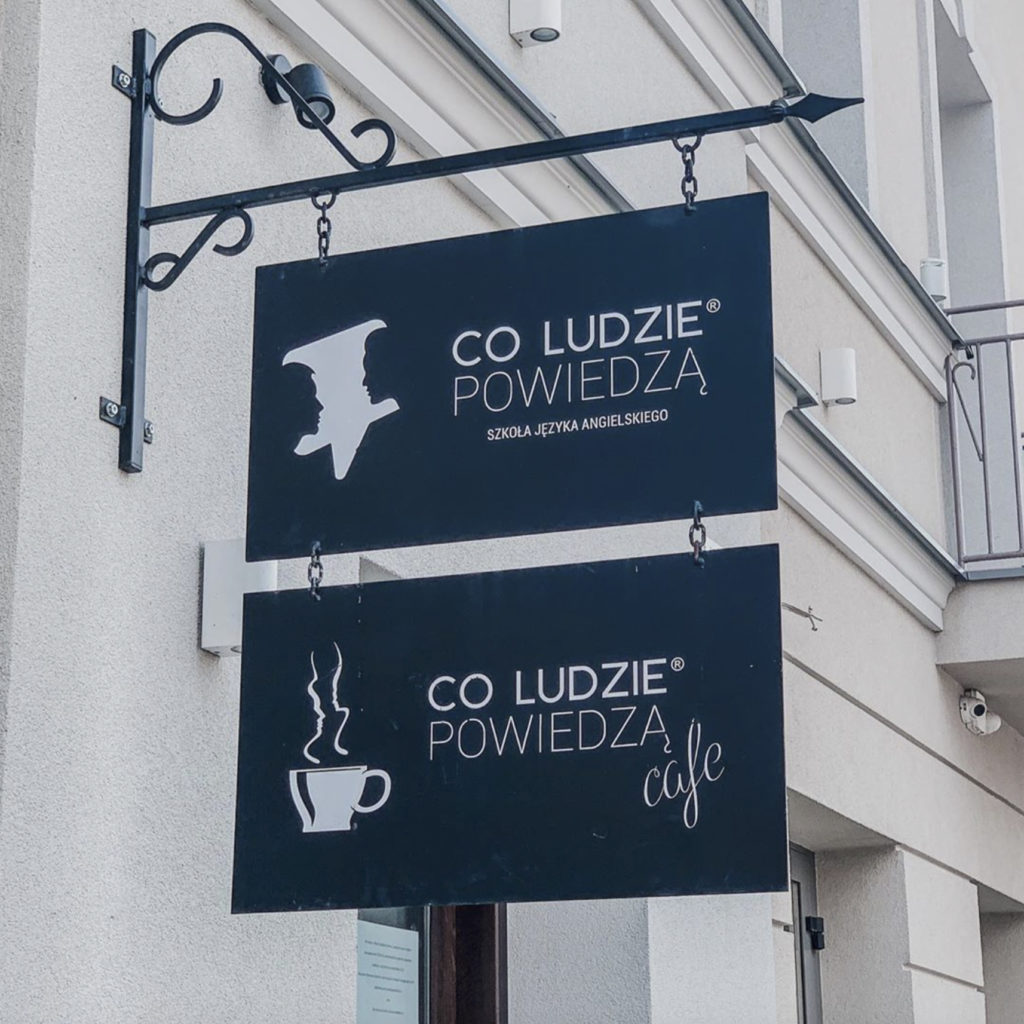 CO LUDZIE®
POWIEDZĄ
SZKOŁA JĘZYKA ANGIELSKIEGO
CO LUDZIE®
POWIEDZĄ
cafe